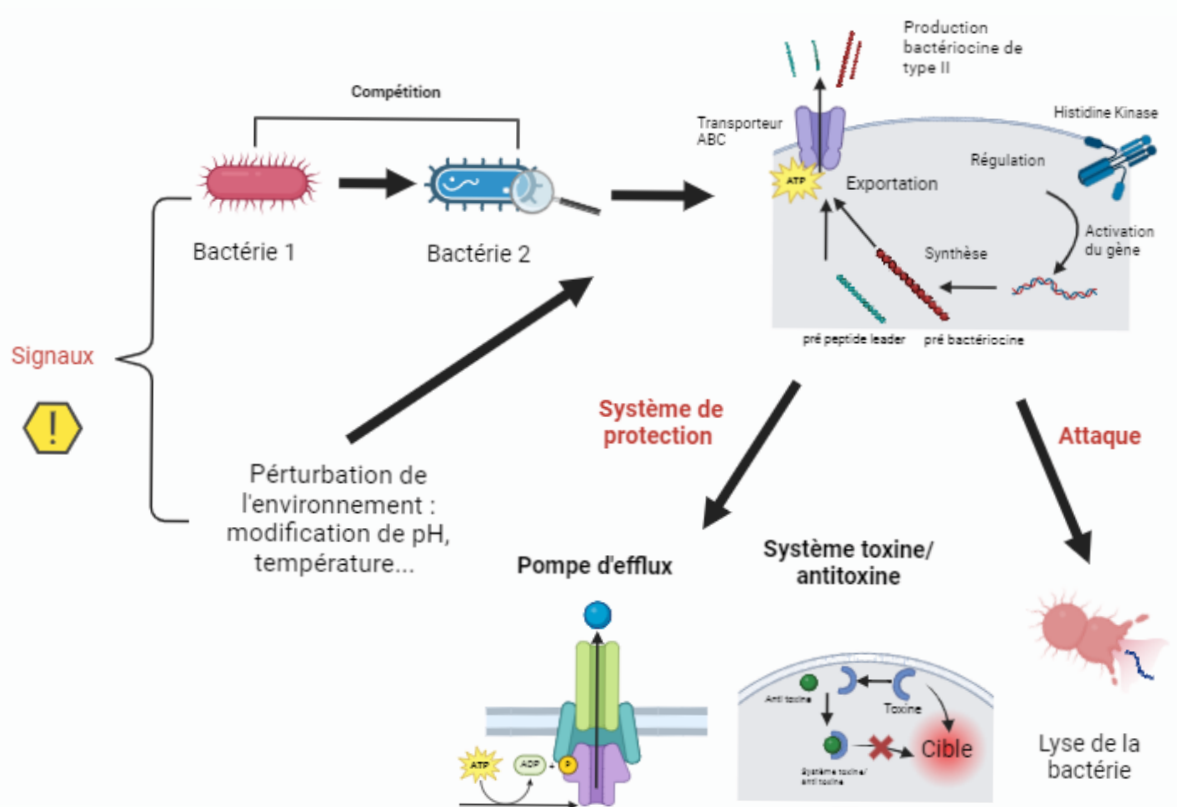 Production
bactériocine de
type II
Compétition
Transporteur
ABC
Histidine Kinase
Régulation
ATP
Exportation
Bactérie 1
Bactérie 2
Activation
du gène
Synthèse
pré peptide leader
pré bactériocine
Signaux
!
Système de
protection
Attaque
Pérturbation de
l'environnement :
modification de pH,
température...
Pompe d'efflux
Système toxine/
antitoxine
Anti toxine
Toxine
Cible
Système toxine/
anti toxine
ATP
ADP
+
P
Lyse de la
bactérie